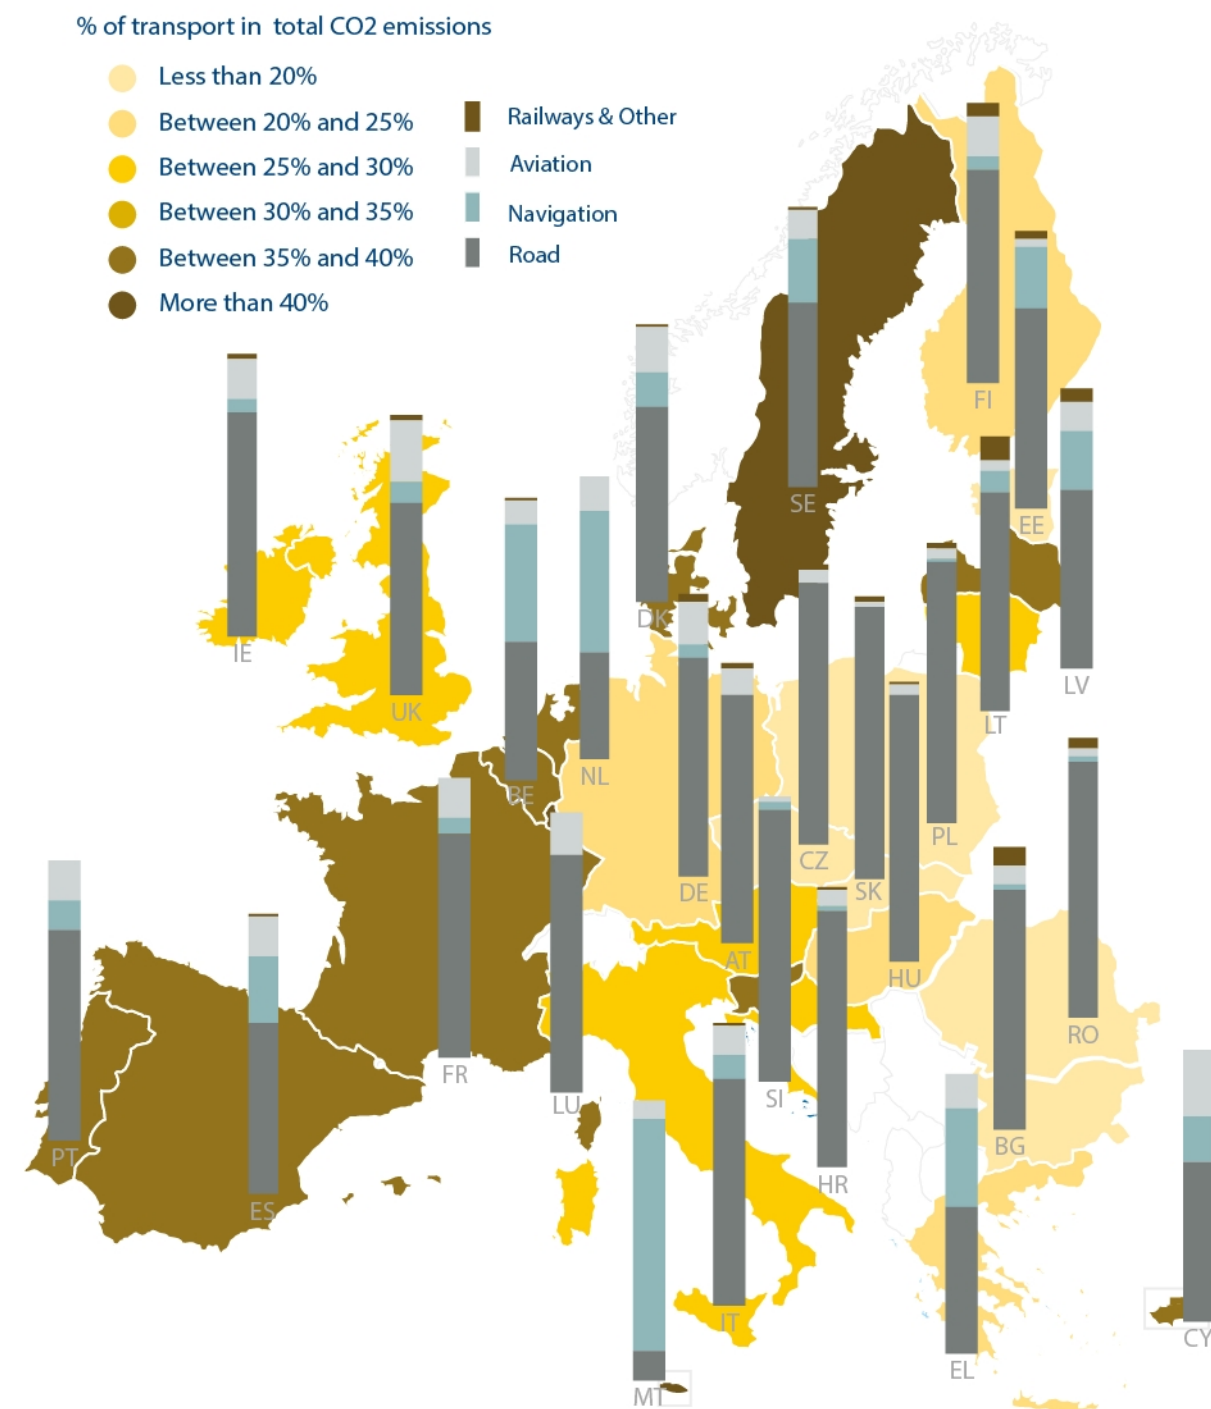 % of transport in total CO2 emissions
Less than 20%
Between 20% and 25%
Between 25% and 30%
Between 30% and 35%
Between 35% and 40%
More than 40%
Railways & Other
Aviation
Navigation
Road
FI
SE
EE
DK
IE
LV
UK
LT
NL
BE
PL
CZ
DE
SK
AT
HU
RO
FR
SI
LU
BG
PT
HR
ES
IT
CY
EL
MT